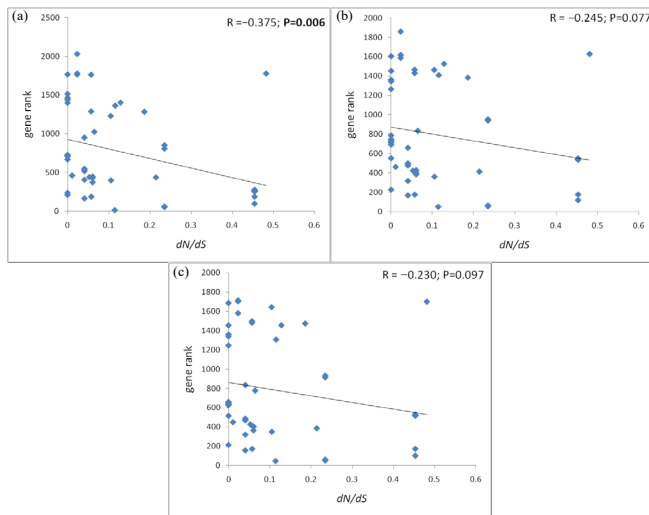 (a)
R =−0.375; P=0.006
gene rank
2500
2000
1500
1000
500
0
0 0.1 0.2 0.3 0.4 0.5 0.6
dN/dS
(b)
R = −0.245; P=0.077
gene rank
2000
1800
1600
1400
1200
1000
800
600
400
200
0
0 0.1 0.2 0.3 0.4 0.5 0.6
dN/dS
(c)
R = −0.230; P=0.097
gene rank
2000
1800
1600
1400
1200
1000
800
600
400
200
0
0 0.1 0.2 0.3 0.4 0.5 0.6
dN/dS